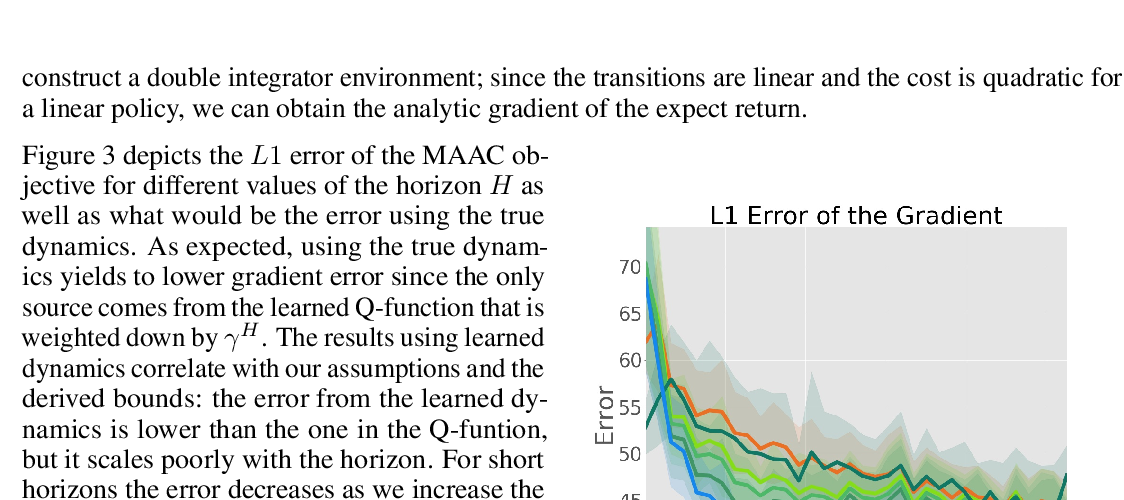 construct a double integrator environment; since the transitions are linear and the cost is quadratic for
a linear policy, we can obtain the analytic gradient of the expect return.
Figure 3 depicts the L1 error of the MAAC ob-
jective for different values of the horizon H as
well as what would be the error using the true
dynamics. As expected, using the true dynam-
ics yields to lower gradient error since the only
source comes from the learned Q-function that is
weighted down by γ^H. The results using learned
dynamics correlate with our assumptions and the
derived bounds: the error from the learned dy-
namics is lower than the one in the Q-funtion,
but it scales poorly with the horizon. For short
horizons the error decreases as we increase the
L1 Error of the Gradient
70
65
60
55
50
45
Error